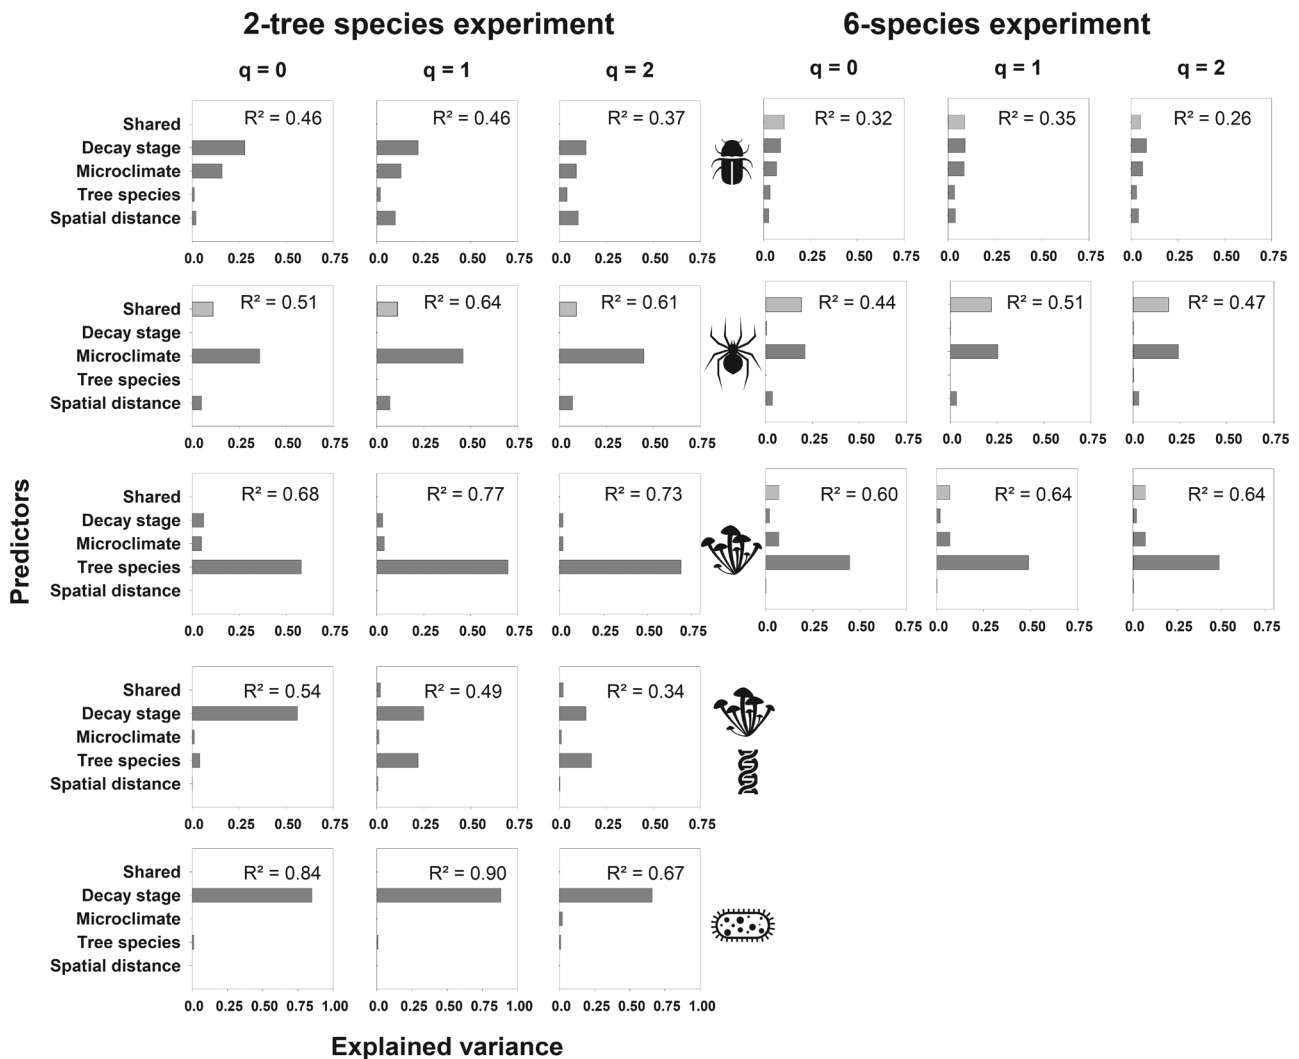 2-tree species experiment 6-species experiment
q = 0 q = 1 q = 2 q = 0 q = 1 q = 2
Shared R² = 0.46 R² = 0.46 R² = 0.37 R² = 0.32 R² = 0.35 R² = 0.26
Decay stage
Microclimate
Tree species
Spatial distance
0.0 0.25 0.50 0.75 0.0 0.25 0.50 0.75 0.0 0.25 0.50 0.75 0.0 0.25 0.50 0.75 0.0 0.25 0.50 0.75 0.0 0.25 0.50 0.75
Shared R² = 0.51 R² = 0.64 R² = 0.61 R² = 0.44 R² = 0.51 R² = 0.47
Decay stage
Microclimate
Tree species
Spatial distance
0.0 0.25 0.50 0.75 0.0 0.25 0.50 0.75 0.0 0.25 0.50 0.75 0.0 0.25 0.50 0.75 0.0 0.25 0.50 0.75 0.0 0.25 0.50 0.75
Predictors
Shared R² = 0.68 R² = 0.77 R² = 0.73 R² = 0.60 R² = 0.64 R² = 0.64
Decay stage
Microclimate
Tree species
Spatial distance
0.0 0.25 0.50 0.75 0.0 0.25 0.50 0.75 0.0 0.25 0.50 0.75 0.0 0.25 0.50 0.75 0.0 0.25 0.50 0.75 0.0 0.25 0.50 0.75
Shared R² = 0.54 R² = 0.49 R² = 0.34
Decay stage
Microclimate
Tree species
Spatial distance
0.0 0.25 0.50 0.75 0.0 0.25 0.50 0.75 0.0 0.25 0.50 0.75
Shared R² = 0.84 R² = 0.90 R² = 0.67
Decay stage
Microclimate
Tree species
Spatial distance
0.0 0.25 0.50 1.00 0.0 0.25 0.50 0.75 1.00 0.0 0.25 0.50 0.75 1.00
Explained variance